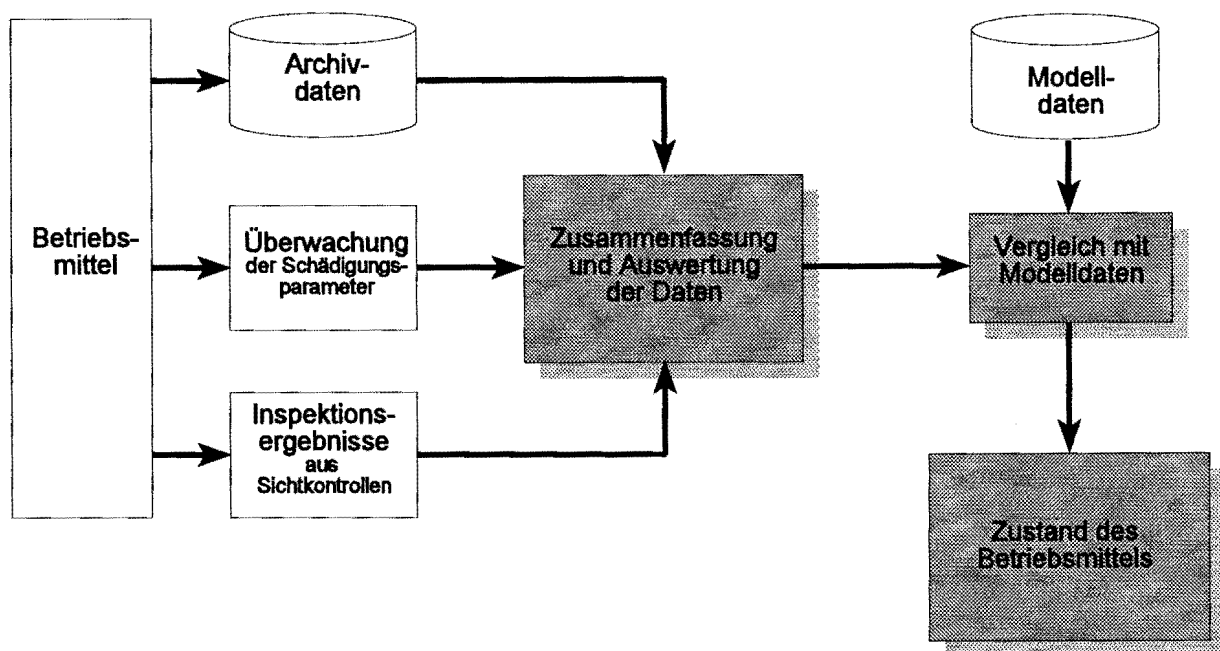 Betriebs-
mittel
Archiv-
daten
Überwachung
der Schädigungs-
parameter
Inspektions-
ergebnisse
aus
Sichtkontrollen
Zusammenfassung
und Auswertung
der Daten
Modell-
daten
Vergleich mit
Modelldaten
Zustand des
Betriebsmittels